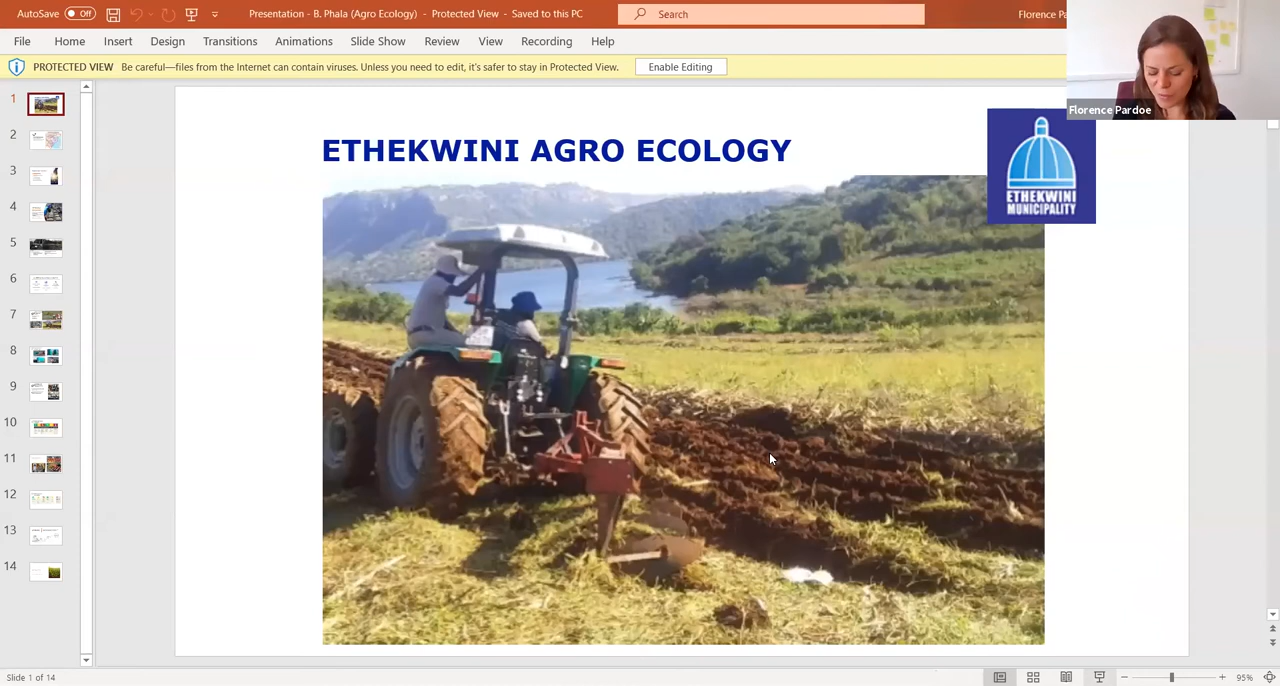 AutoSave Off Presentation - B. Phala (Agro Ecology) - Protected View - Saved to this PC Search Florence Pa
File Home Insert Design Transitions Animations Slide Show Review View Recording Help
PROTECTED VIEW Be careful—files from the Internet can contain viruses. Unless you need to edit, it's safer to stay in Protected View. Enable Editing
Florence Pardoe
ETHEKWINI AGRO ECOLOGY
ETHEKWINI
MUNICIPALITY
1
2
3
4
5
6
7
8
9
10
11
12
13
14
Slide 1 of 14 95%